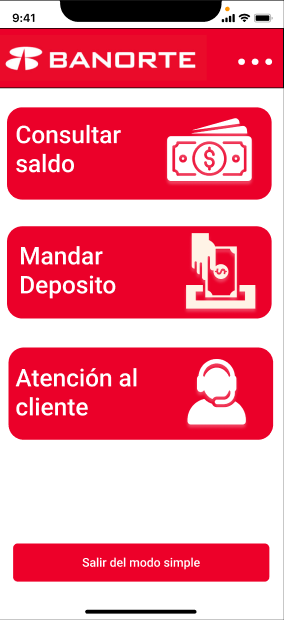 9:41
BANORTE
Consultar
saldo
$
Mandar
Deposito
$
Atención al
cliente
Salir del modo simple